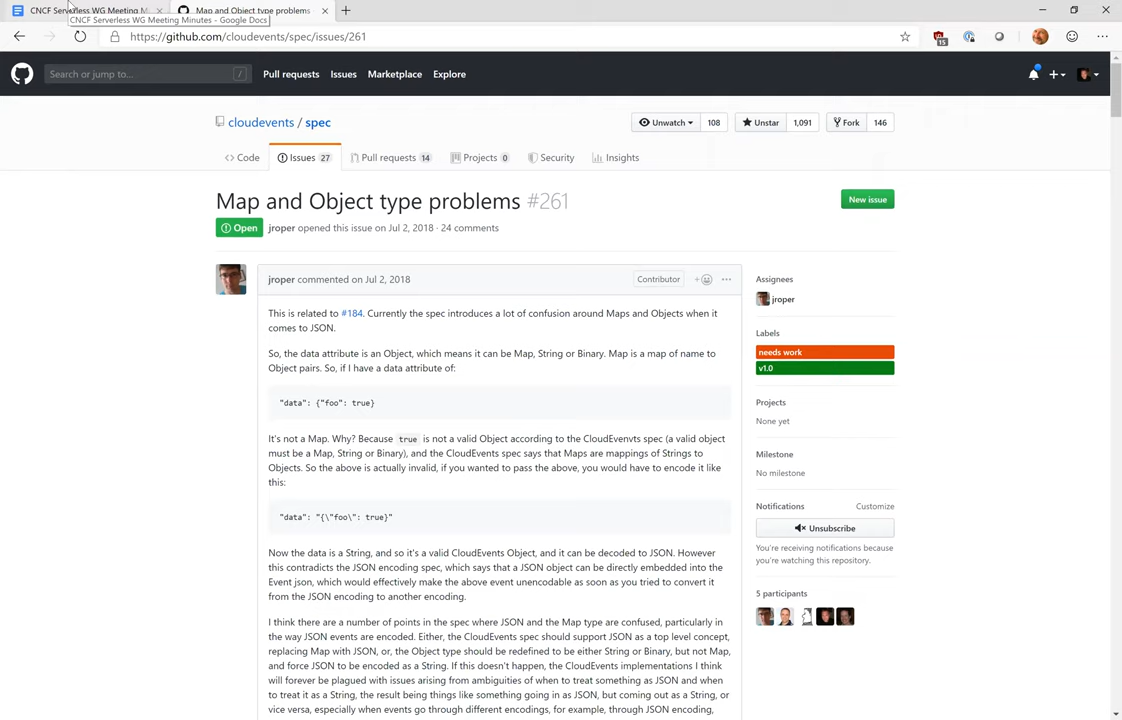 CNCF Serverless WG Meeting M
Map and Object type problems
CNCF Serverless WG Meeting Minutes - Google Docs
https://github.com/cloudevents/spec/issues/261
15
Search or jump to...
/
Pull requests
Issues
Marketplace
Explore
cloudevents / spec
Unwatch 108
Unstar 1,091
Fork 146
Code
Issues 27
Pull requests 14
Projects 0
Security
Insights
Map and Object type problems #261
New issue
Open
jroper opened this issue on Jul 2, 2018 · 24 comments
jroper commented on Jul 2, 2018
Contributor
This is related to #184. Currently the spec introduces a lot of confusion around Maps and Objects when it
comes to JSON.
So, the data attribute is an Object, which means it can be Map, String or Binary. Map is a map of name to
Object pairs. So, if I have a data attribute of:
"data": {"foo": true}
It's not a Map. Why? Because true is not a valid Object according to the CloudEvenvts spec (a valid object
must be a Map, String or Binary), and the CloudEvents spec says that Maps are mappings of Strings to
Objects. So the above is actually invalid, if you wanted to pass the above, you would have to encode it like
this:
"data": "{\"foo\": true}"
Now the data is a String, and so it's a valid CloudEvents Object, and it can be decoded to JSON. However
this contradicts the JSON encoding spec, which says that a JSON object can be directly embedded into the
Event json, which would effectively make the above event unencodable as soon as you tried to convert it
from the JSON encoding to another encoding.
I think there are a number of points in the spec where JSON and the Map type are confused, particularly in
the way JSON events are encoded. Either, the CloudEvents spec should support JSON as a top level concept,
replacing Map with JSON, or, the Object type should be redefined to be either String or Binary, but not Map,
and force JSON to be encoded as a String. If this doesn't happen, the CloudEvents implementations I think
will forever be plagued with issues arising from ambiguities of when to treat something as JSON and when
to treat it as a String, the result being things like something going in as JSON, but coming out as a String, or
vice versa, especially when events go through different encodings, for example, through JSON encoding,
Assignees
jroper
Labels
needs work
v1.0
Projects
None yet
Milestone
No milestone
Notifications
Customize
Unsubscribe
You're receiving notifications because
you're watching this repository.
5 participants